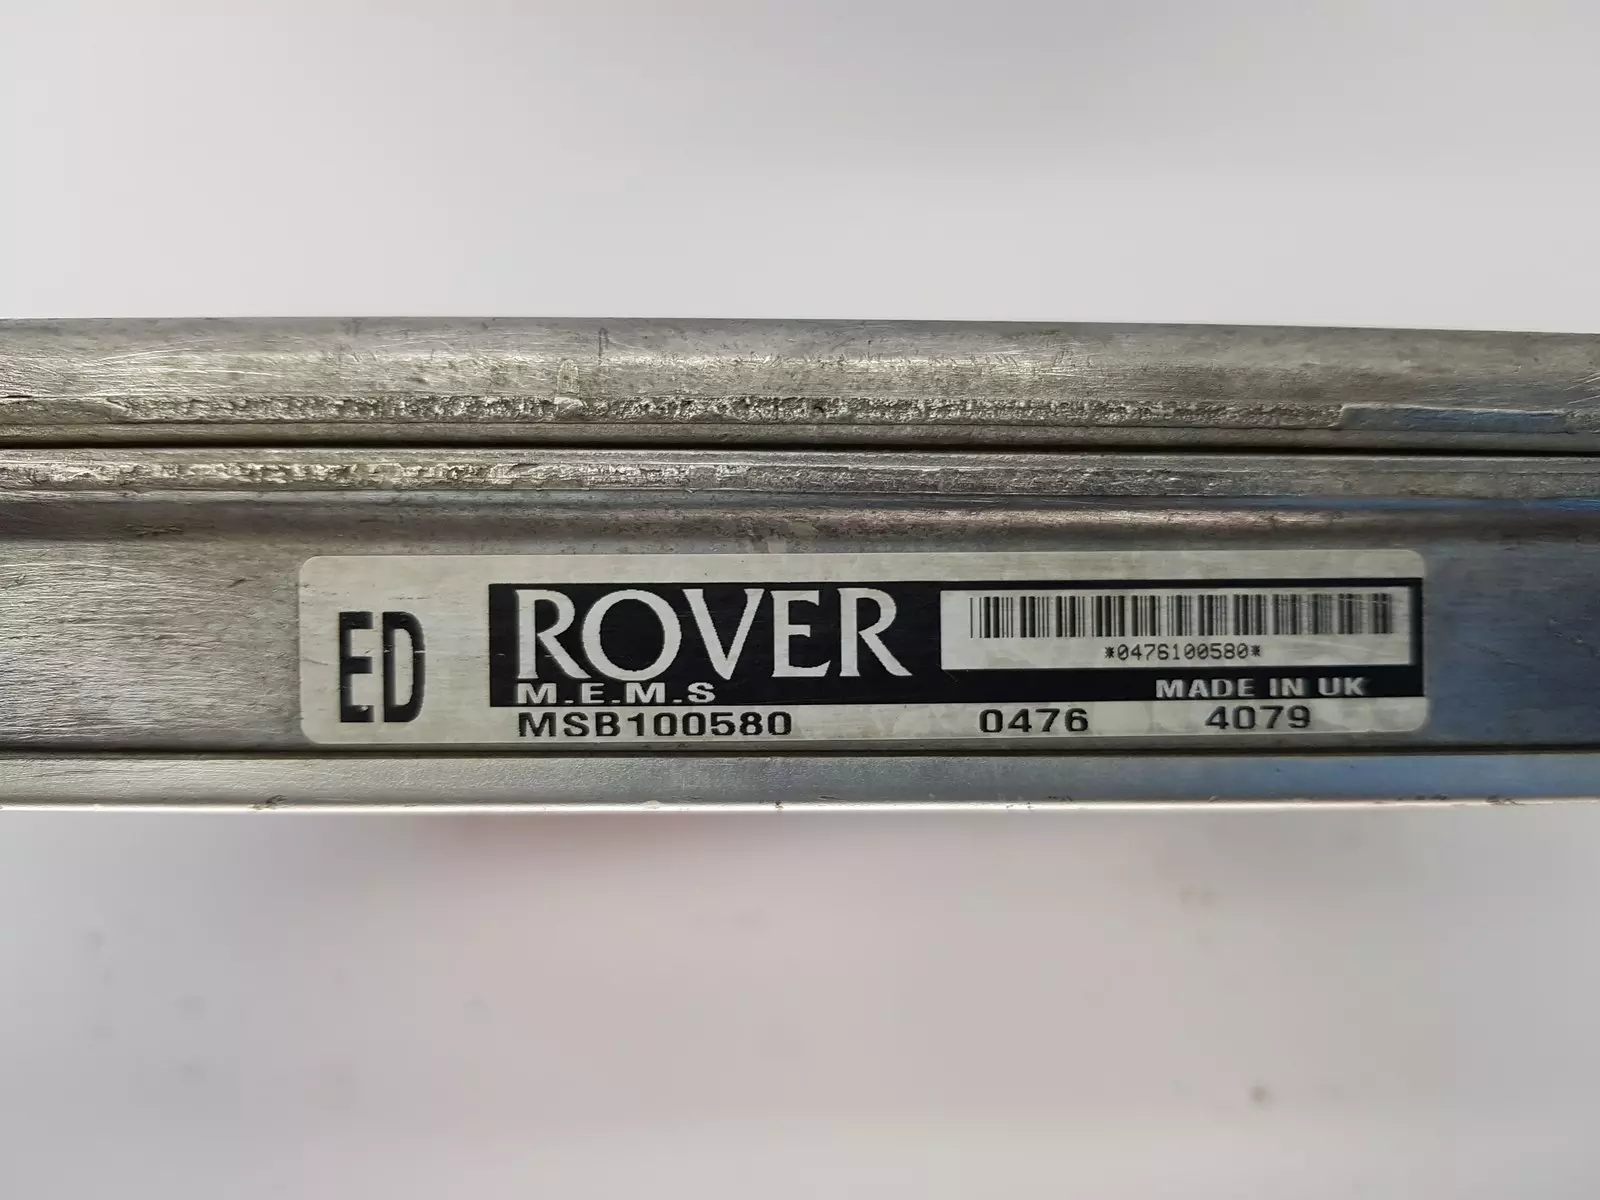 ED
ROVER
*0476100580*
M.E.M.S
MADE IN UK
MSB100580 0476 4079